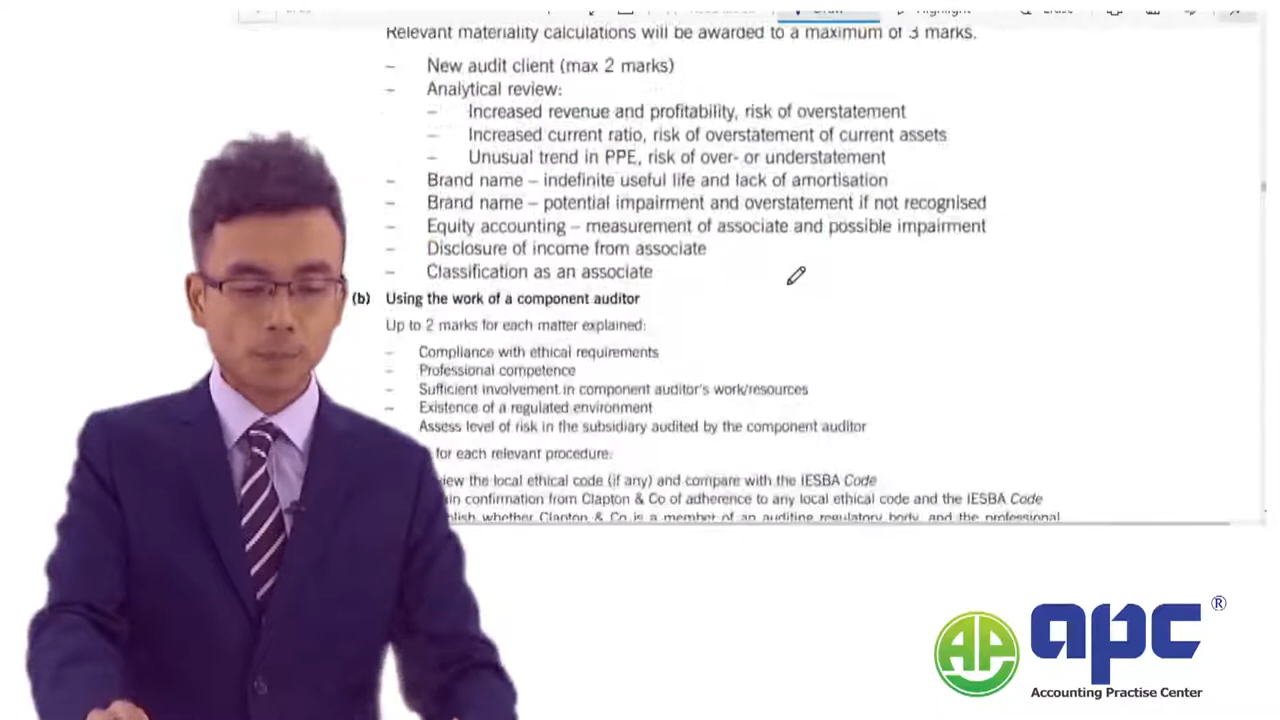 Relevant materiality calculations will be awarded to a maximum of 3 marks.
– New audit client (max 2 marks)
– Analytical review:
– Increased revenue and profitability, risk of overstatement
– Increased current ratio, risk of overstatement of current assets
– Unusual trend in PPE, risk of over- or understatement
– Brand name – indefinite useful life and lack of amortisation
– Brand name – potential impairment and overstatement if not recognised
– Equity accounting – measurement of associate and possible impairment
– Disclosure of income from associate
– Classification as an associate
(b) Using the work of a component auditor
Up to 2 marks for each matter explained:
– Compliance with ethical requirements
– Professional competence
– Sufficient involvement in component auditor's work/resources
– Existence of a regulated environment
Assess level of risk in the subsidiary audited by the component auditor
for each relevant procedure:
the local ethical code (if any) and compare with the IESBA Code
confirmation from Clapton & Co of adherence to any local ethical code and the IESBA Code
whether Clapton & Co is a member of an auditing regulatory body, and the professional
AP apc ®
Accounting Practise Center